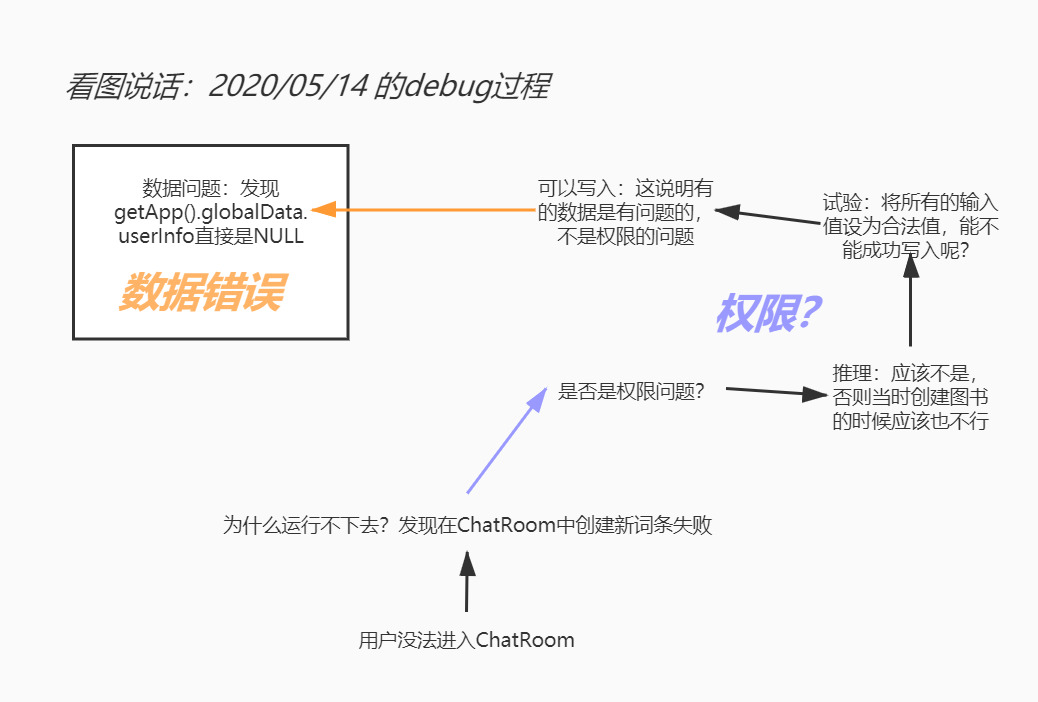 看图说话：2020/05/14 的debug过程
数据问题：发现
getApp().globalData.
userInfo直接是NULL
数据错误
可以写入：这说明有
的数据是有问题的，
不是权限的问题
试验：将所有的输入
值设为合法值，能不
能成功写入呢？
权限？
是否是权限问题？
推理：应该不是，
否则当时创建图书
的时候应该也不行
为什么运行不下去？发现在ChatRoom中创建新词条失败
用户没法进入ChatRoom